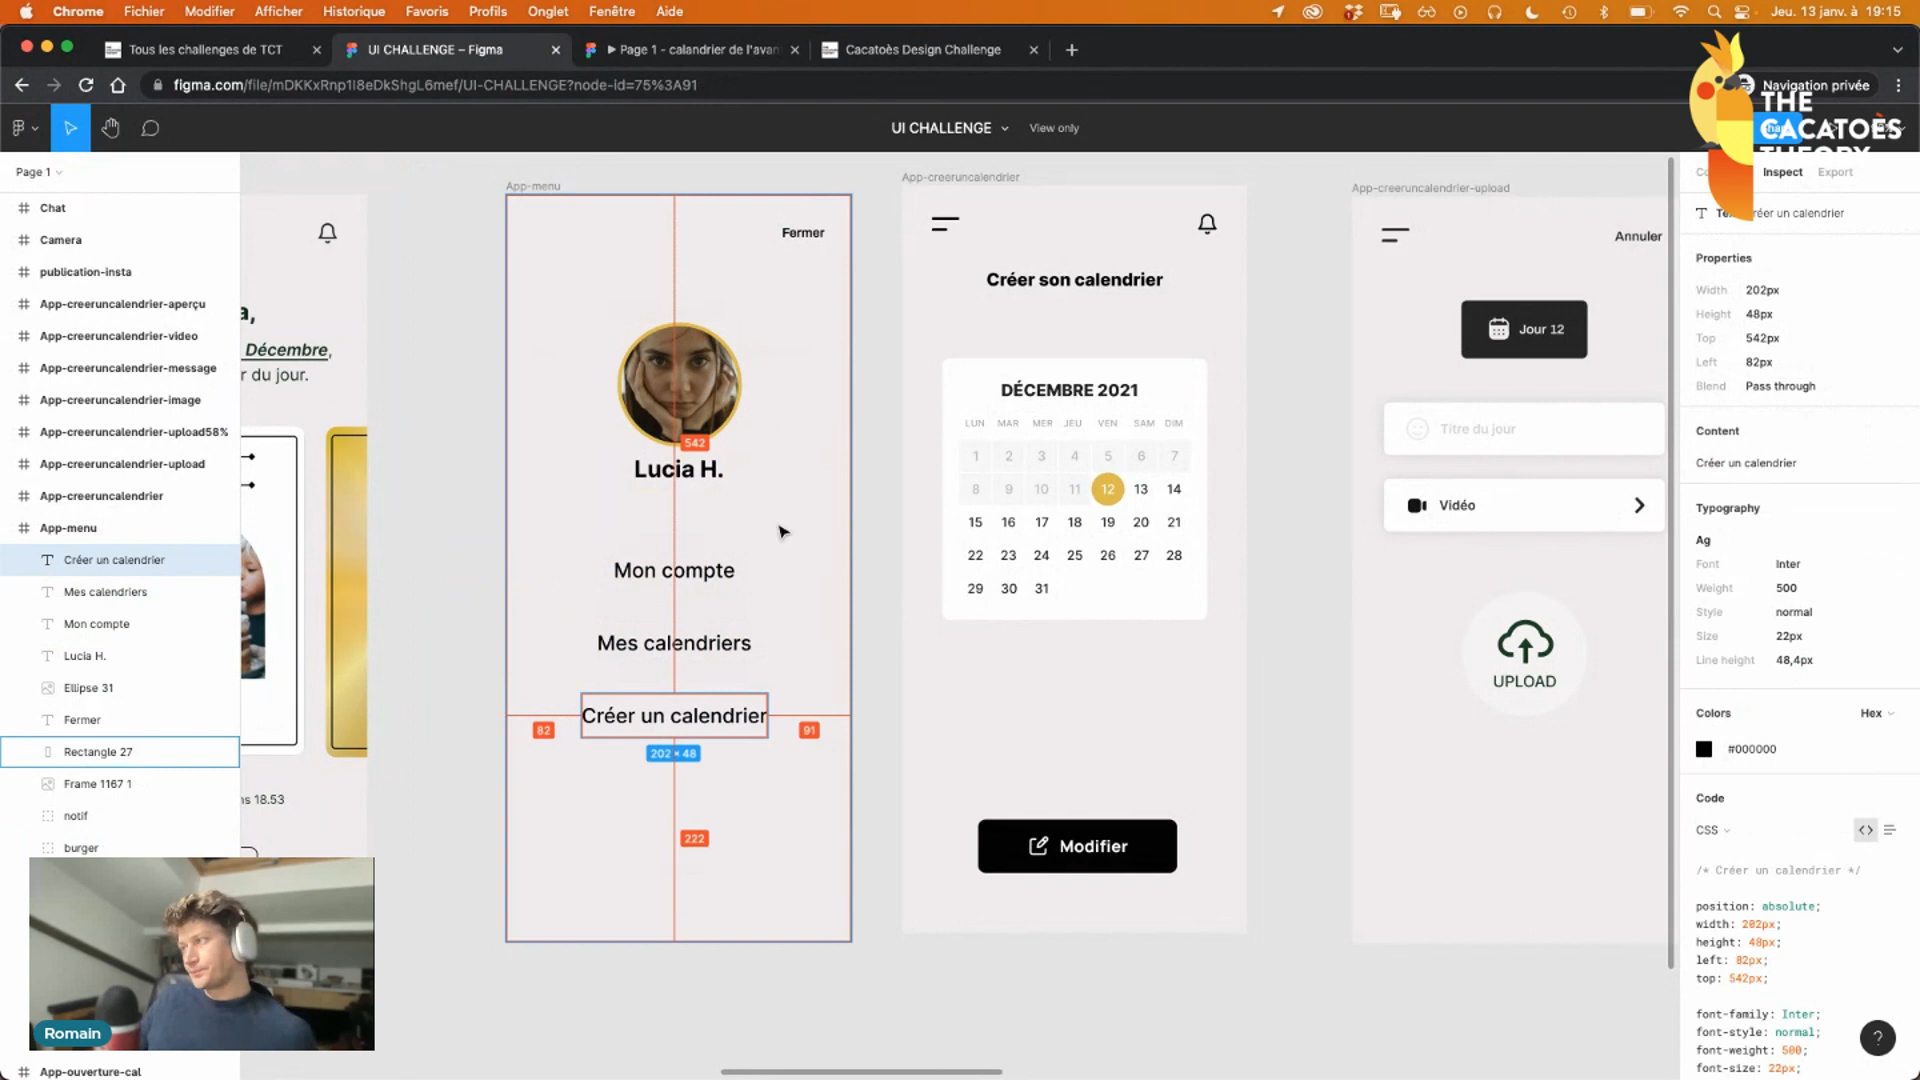 Chrome Fichier Modifier Afficher Historique Favoris Profils Onglet Fenêtre Aide Jeu. 13 janv. à 19:15
Tous les challenges de TCT
UI CHALLENGE – Figma
Page 1 - calandrier de l'avan
Cacatoès Design Challenge
figma.com/file/mDKKxRnp1I8eDkShgL6mef/UI-CHALLENGE?node-id=75%3A91
Navigation privée
THE
CACATOÈS
THEORY
UI CHALLENGE
View only
Page 1
Chat
Camera
publication-insta
App-creeruncalendrier-aperçu
App-creeruncalendrier-video
App-creeruncalendrier-message
App-creeruncalendrier-image
App-creeruncalendrier-upload58%
App-creeruncalendrier-upload
App-creeruncalendrier
App-menu
Créer un calendrier
Mes calendriers
Mon compte
Lucia H.
Ellipse 31
Fermer
Rectangle 27
Frame 1167 1
notif
burger
App-ouverture-cal
Romain
a,
Décembre,
r du jour.
ns 18.53
App-menu
Fermer
542
Lucia H.
Mon compte
Mes calendriers
Créer un calendrier
82
91
202 × 48
222
App-creeruncalendrier
Créer son calendrier
DÉCEMBRE 2021
LUN MAR MER JEU VEN SAM DIM
1 2 3 4 5 6 7
8 9 10 11 12 13 14
15 16 17 18 19 20 21
22 23 24 25 26 27 28
29 30 31
Modifier
App-creeruncalendrier-upload
Annuler
Jour 12
Titre du jour
Vidéo
UPLOAD
Inspect
Export
Créer un calendrier
Properties
Width 202px
Height 48px
Top 542px
Left 82px
Blend Pass through
Content
Créer un calendrier
Typography
Ag
Font Inter
Weight 500
Style normal
Size 22px
Line height 48,4px
Colors
Hex
#000000
Code
CSS
/* Créer un calendrier */
position: absolute;
width: 202px;
height: 48px;
left: 82px;
top: 542px;
font-family: Inter;
font-style: normal;
font-weight: 500;
font-size: 22px;
?